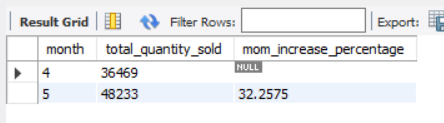 Result Grid Filter Rows: Export:
month total_quantity_sold mom_increase_percentage
4 36469 NULL
5 48233 32.2575